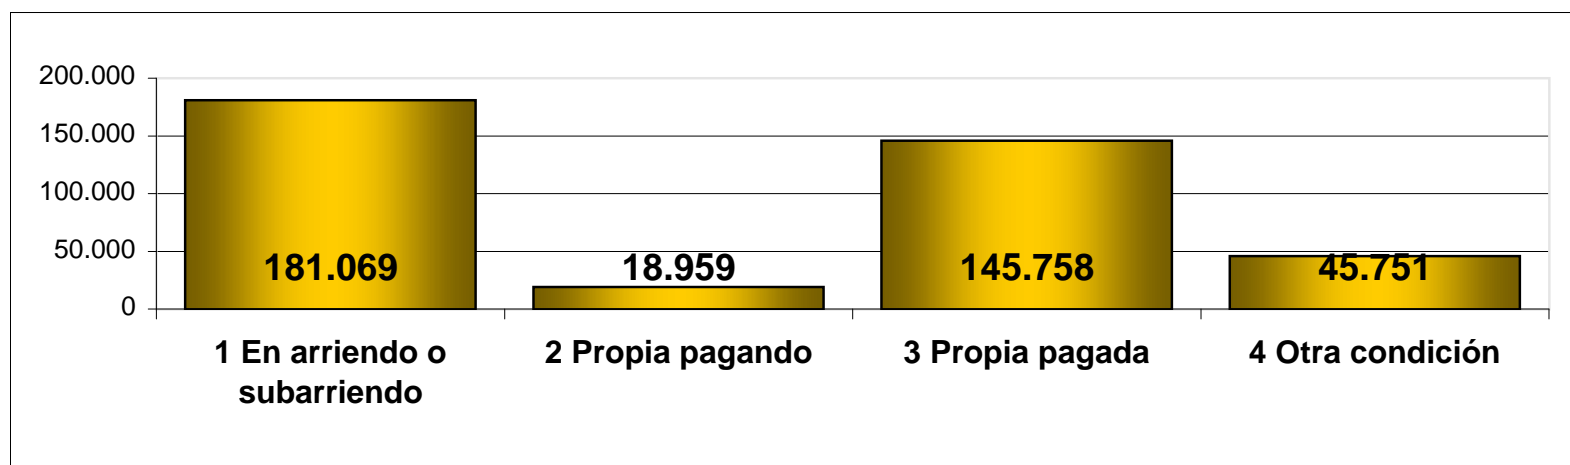 200.000
150.000
100.000
50.000
0
181.069
18.959
145.758
45.751
1 En arriendo o
subarriendo
2 Propia pagando
3 Propia pagada
4 Otra condición